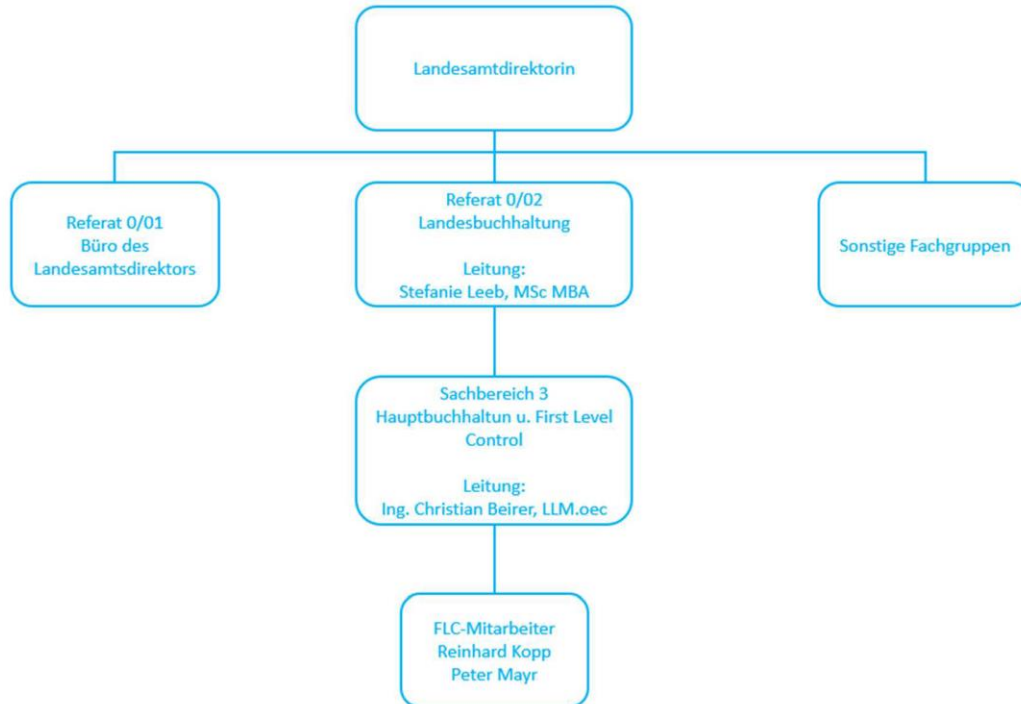 Landesamtdirektorin
Referat 0/01
Büro des
Landesamtsdirektors
Referat 0/02
Landesbuchhaltung
Leitung:
Stefanie Leeb, MSc MBA
Sonstige Fachgruppen
Sachbereich 3
Hauptbuchhaltun u. First Level
Control
Leitung:
Ing. Christian Beirer, LLM.oec
FLC-Mitarbeiter
Reinhard Kopp
Peter Mayr